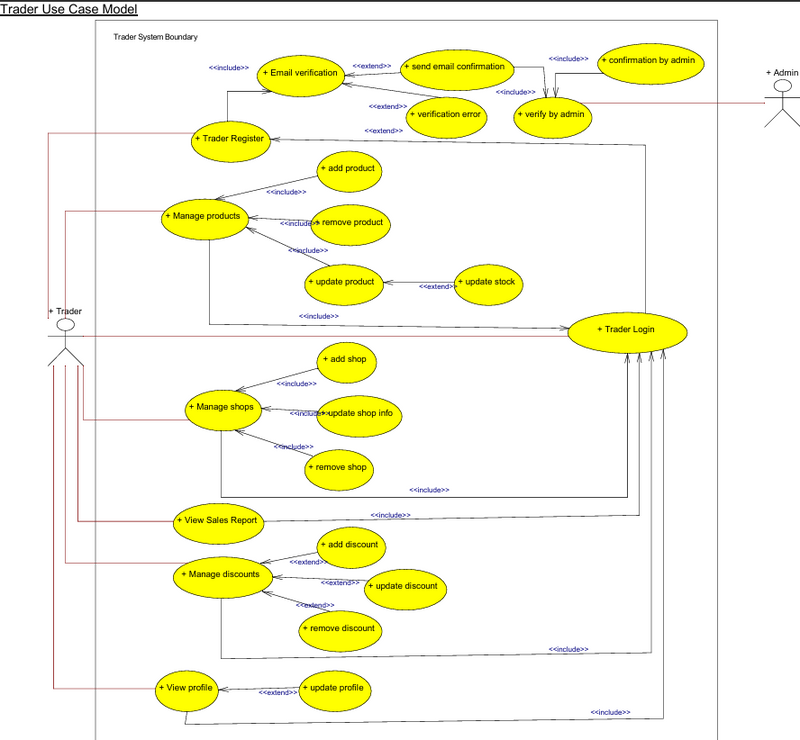 Trader Use Case Model
Trader System Boundary
<<include>>
+ Email verification
<<extend>>
+ send email confirmation
<<include>>
+ confirmation by admin
+ Admin
<<include>>
<<extend>>
+ verification error
+ verify by admin
+ Trader Register
<<extend>>
+ add product
<<include>>
+ Manage products
<<include>>
+ remove product
<<include>>
+ update product
<<extend>>
+ update stock
+ Trader
<<include>>
+ Trader Login
+ add shop
<<include>>
+ Manage shops
<<include>>
+ update shop info
<<include>>
+ remove shop
<<include>>
+ View Sales Report
<<include>>
+ add discount
<<extend>>
+ Manage discounts
<<extend>>
+ update discount
<<extend>>
+ remove discount
<<include>>
+ View profile
<<extend>>
+ update profile
<<include>>